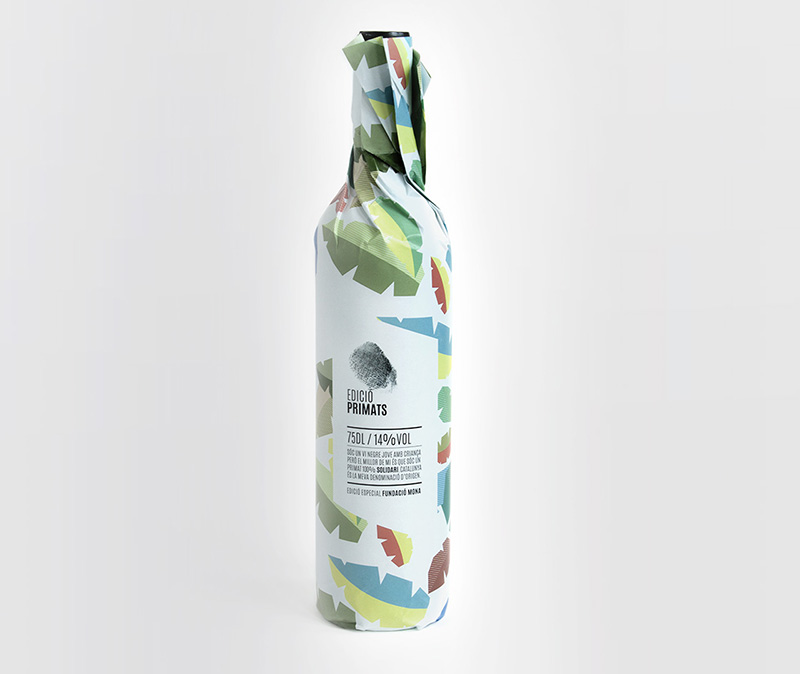 EDICIÓ
PRIMATS
75DL / 14%VOL
SÓC UN VI NEGRE JOVE AMB CRIANÇA
PERÒ EL MILLOR DE MI ÉS QUE SÓC UN
PRIMAT 100% SOLIDARI. CATALUNYA
ÉS LA MEVA DENOMINACIÓ D'ORIGEN.
EDICIÓ ESPECIAL FUNDACIÓ MONA